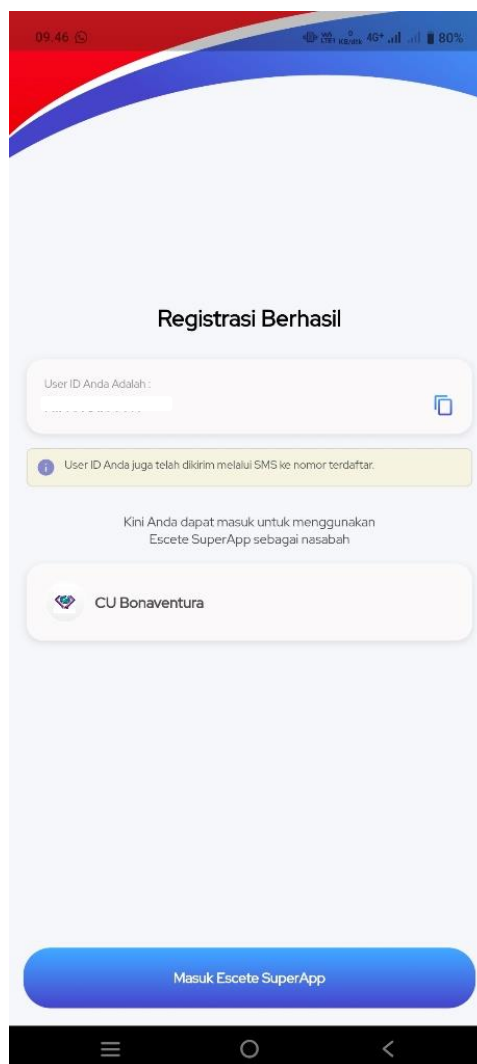 09.46
4G+ 80%
Registrasi Berhasil
User ID Anda Adalah :
User ID Anda juga telah dikirim melalui SMS ke nomor terdaftar.
Kini Anda dapat masuk untuk menggunakan
Escete SuperApp sebagai nasabah
CU Bonaventura
Masuk Escete SuperApp